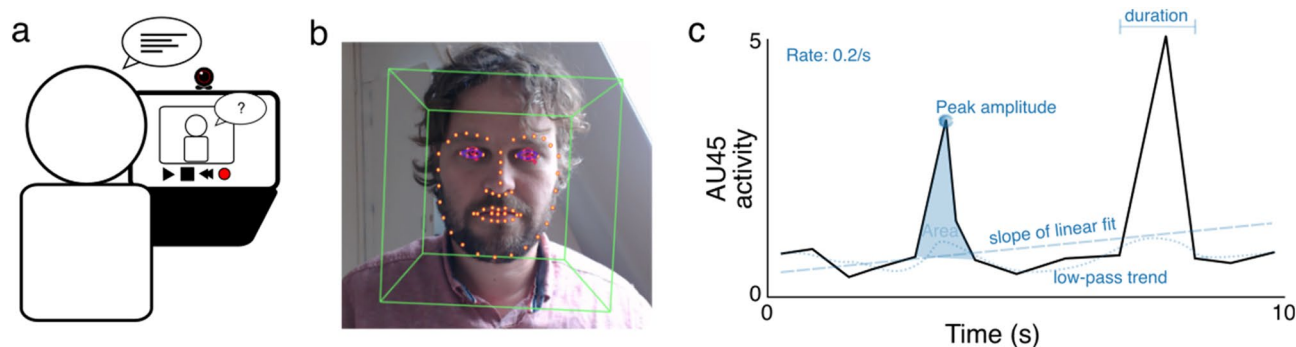 a
?
b
c
duration
5
Rate: 0.2/s
Peak amplitude
AU45
activity
Area
slope of linear fit
low-pass trend
0
0
10
Time (s)